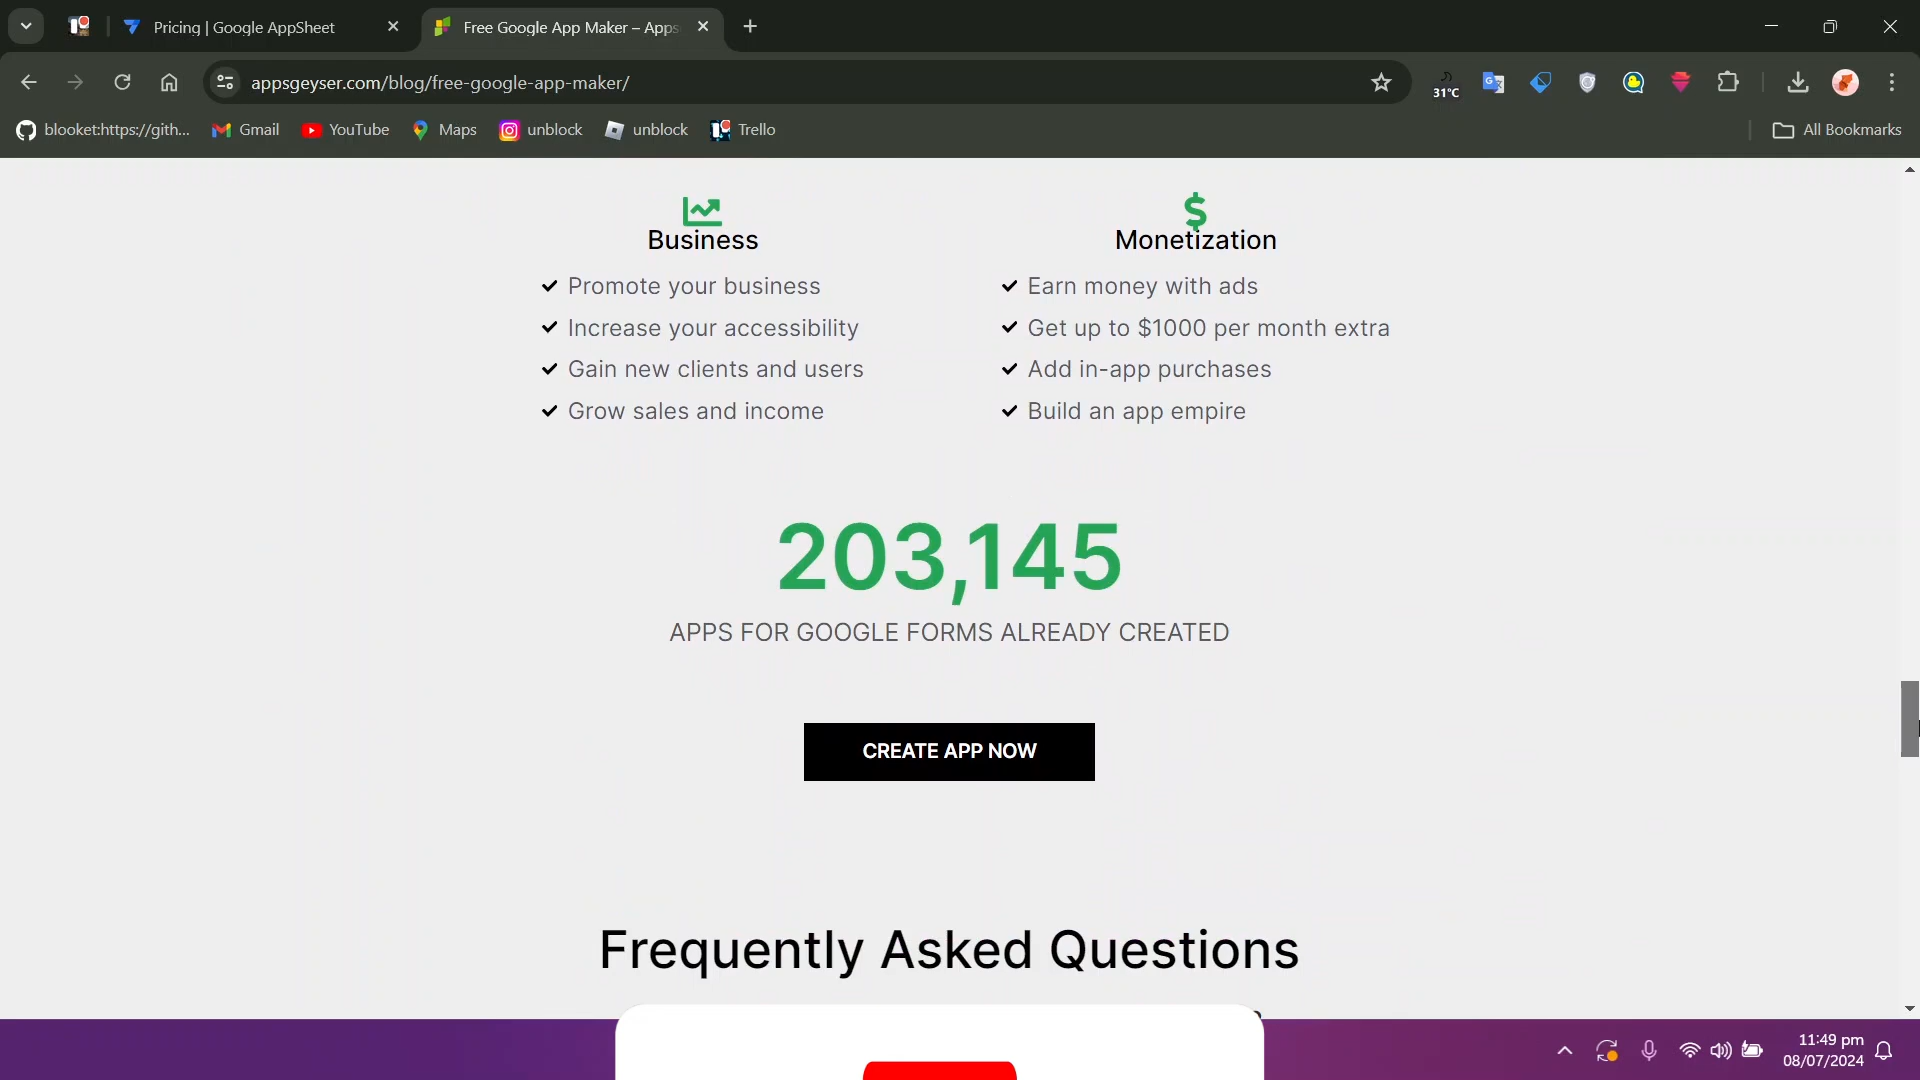 Pricing | Google AppSheet
Free Google App Maker – Apps
appsgeyser.com/blog/free-google-app-maker/
31°C
blooket:https://gith...
Gmail
YouTube
Maps
unblock
unblock
Trello
All Bookmarks
Business
Promote your business
Increase your accessibility
Gain new clients and users
Grow sales and income
Monetization
Earn money with ads
Get up to $1000 per month extra
Add in-app purchases
Build an app empire
203,145
APPS FOR GOOGLE FORMS ALREADY CREATED
CREATE APP NOW
Frequently Asked Questions
11:49 pm
08/07/2024